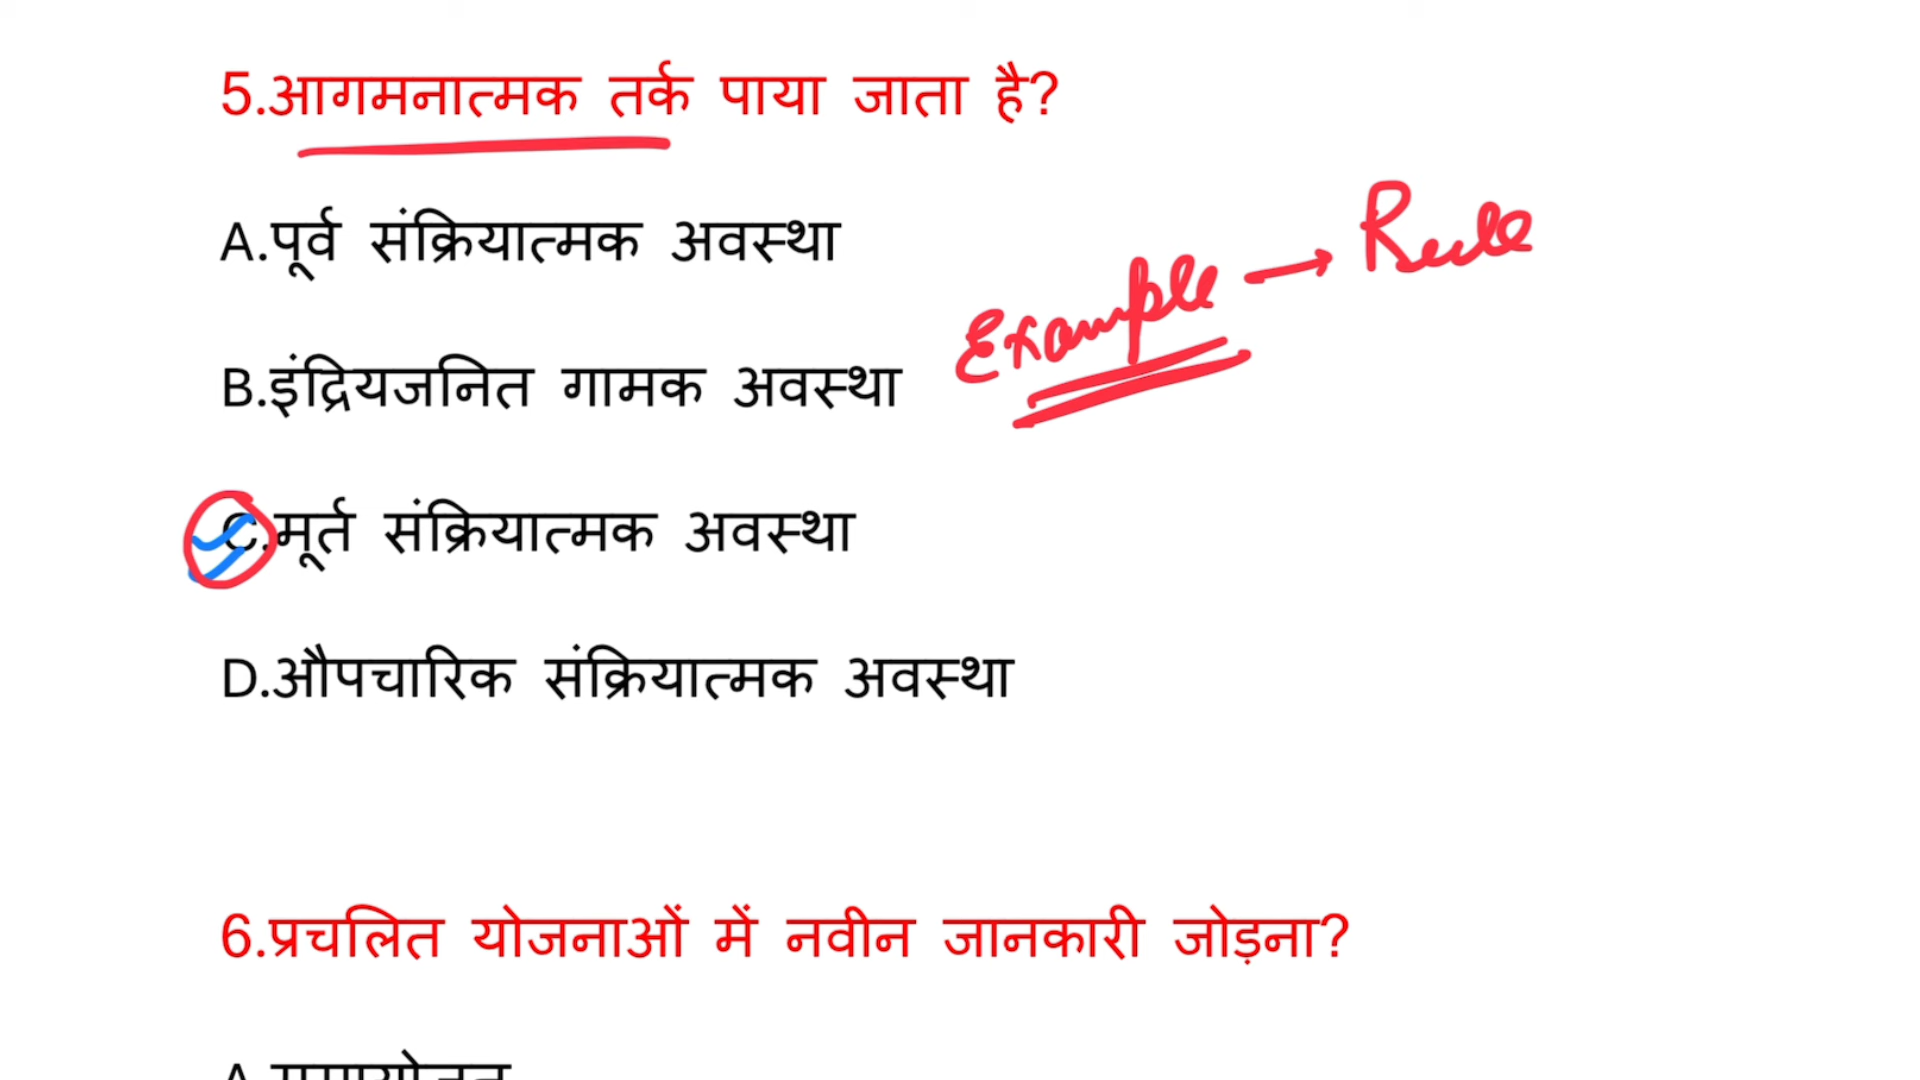 5.आगमनात्मक तर्क पाया जाता है?
A.पूर्व संक्रियात्मक अवस्था
Example → Rule
B.इंद्रियजनित गामक अवस्था
C.मूर्त संक्रियात्मक अवस्था
D.औपचारिक संक्रियात्मक अवस्था
6.प्रचलित योजनाओं में नवीन जानकारी जोड़ना?